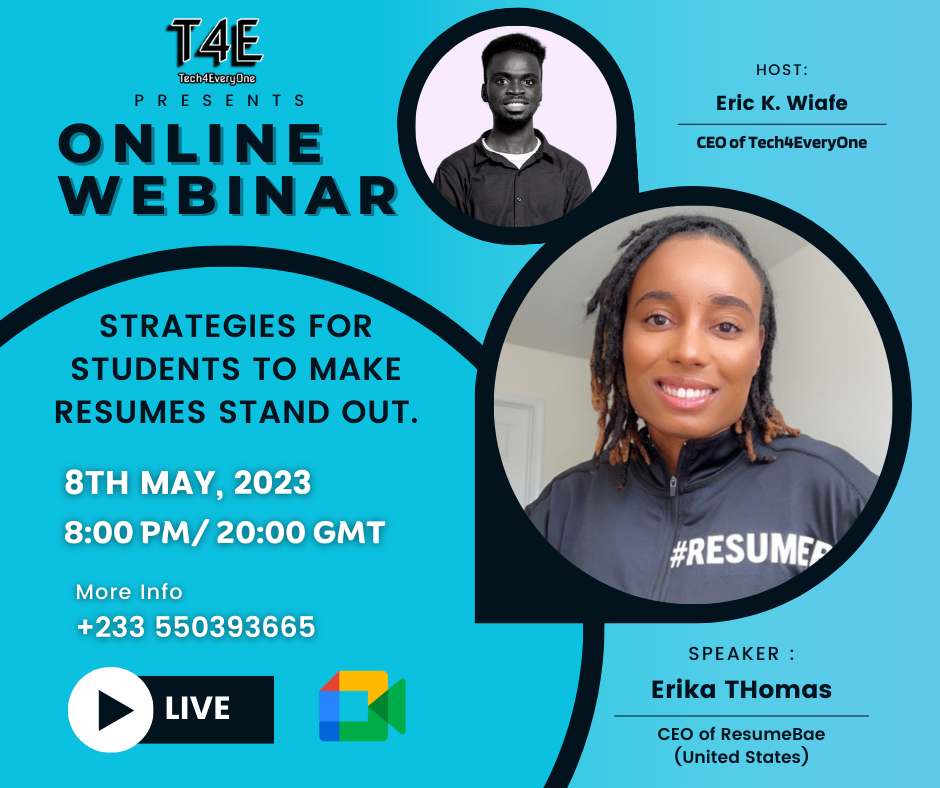 T4E
Tech4EveryOne
PRESENTS
ONLINE
WEBINAR
HOST:
Eric K. Wiafe
CEO of Tech4EveryOne
STRATEGIES FOR
STUDENTS TO MAKE
RESUMES STAND OUT.
8TH MAY, 2023
8:00 PM/ 20:00 GMT
More Info
+233 550393665
LIVE
#RESUMEB
SPEAKER :
Erika THomas
CEO of ResumeBae
(United States)